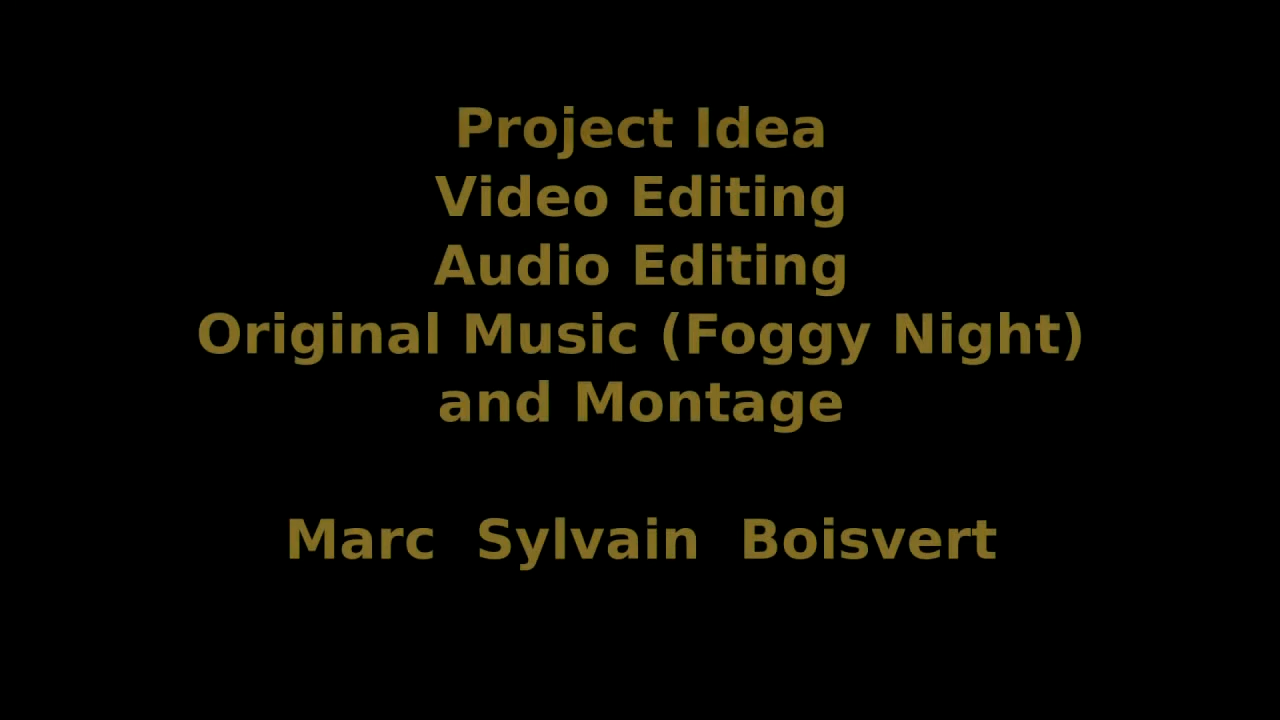 Project Idea
Video Editing
Audio Editing
Original Music (Foggy Night)
and Montage
Marc Sylvain Boisvert